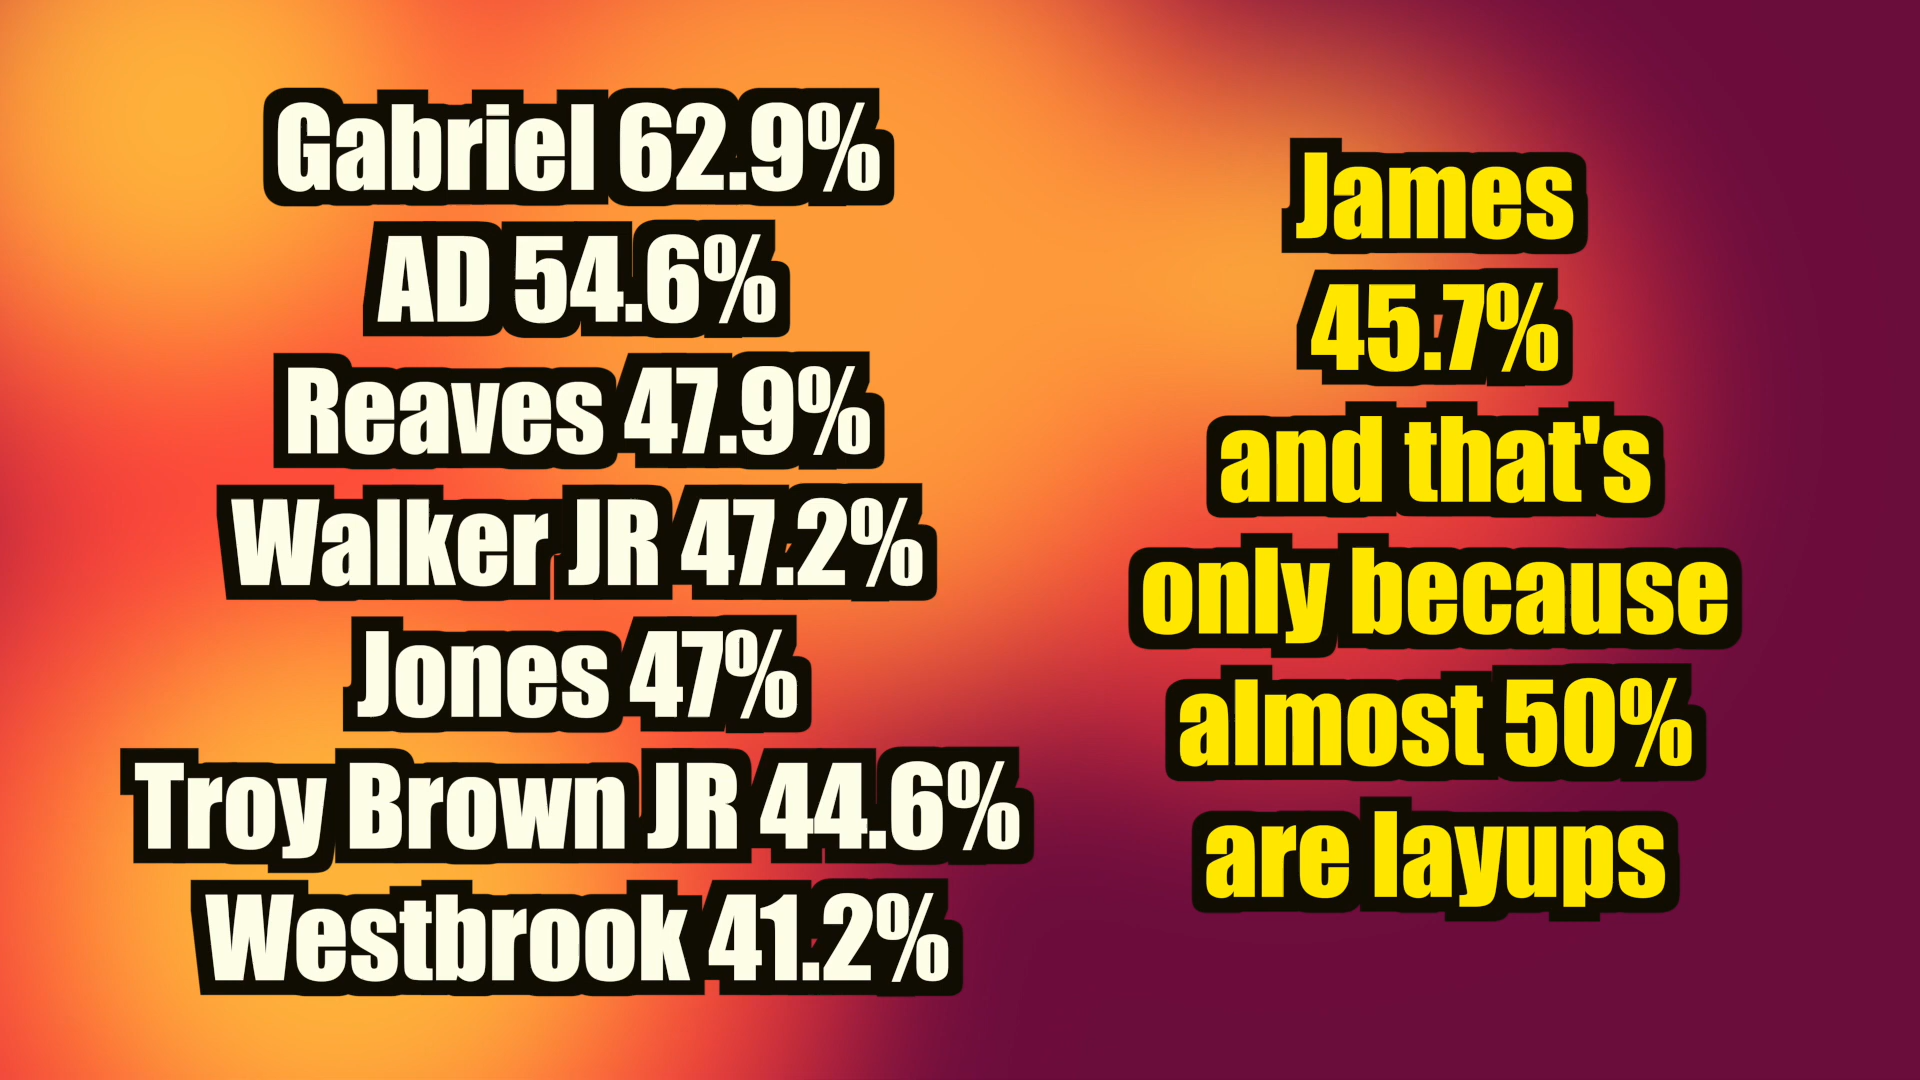 Gabriel 62.9%
AD 54.6%
Reaves 47.9%
Walker JR 47.2%
Jones 47%
Troy Brown JR 44.6%
Westbrook 41.2%
James
45.7%
and that's
only because
almost 50%
are layups